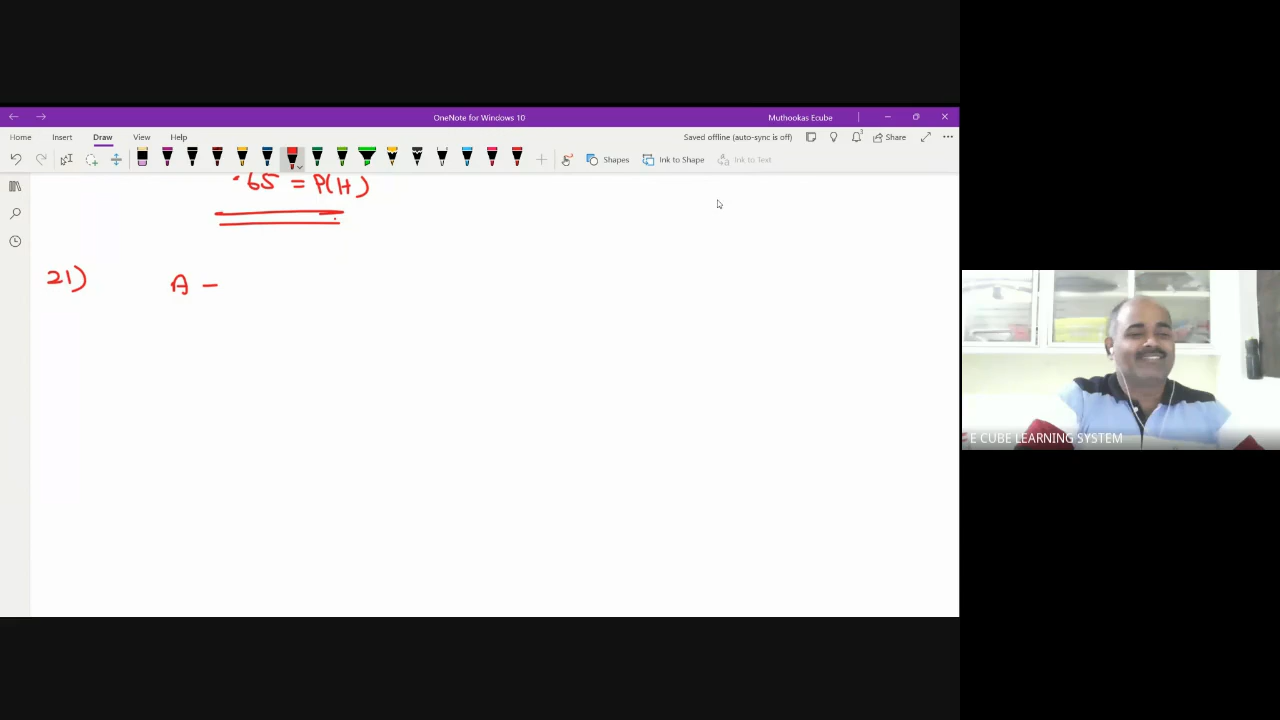 OneNote for Windows 10
Muthookas Ecube
Home Insert Draw View Help
Saved offline (auto-sync is off)
3
Share
Shapes
Ink to Shape
Ink to Text
.65 = P(H)
21) A -
E CUBE LEARNING SYSTEM